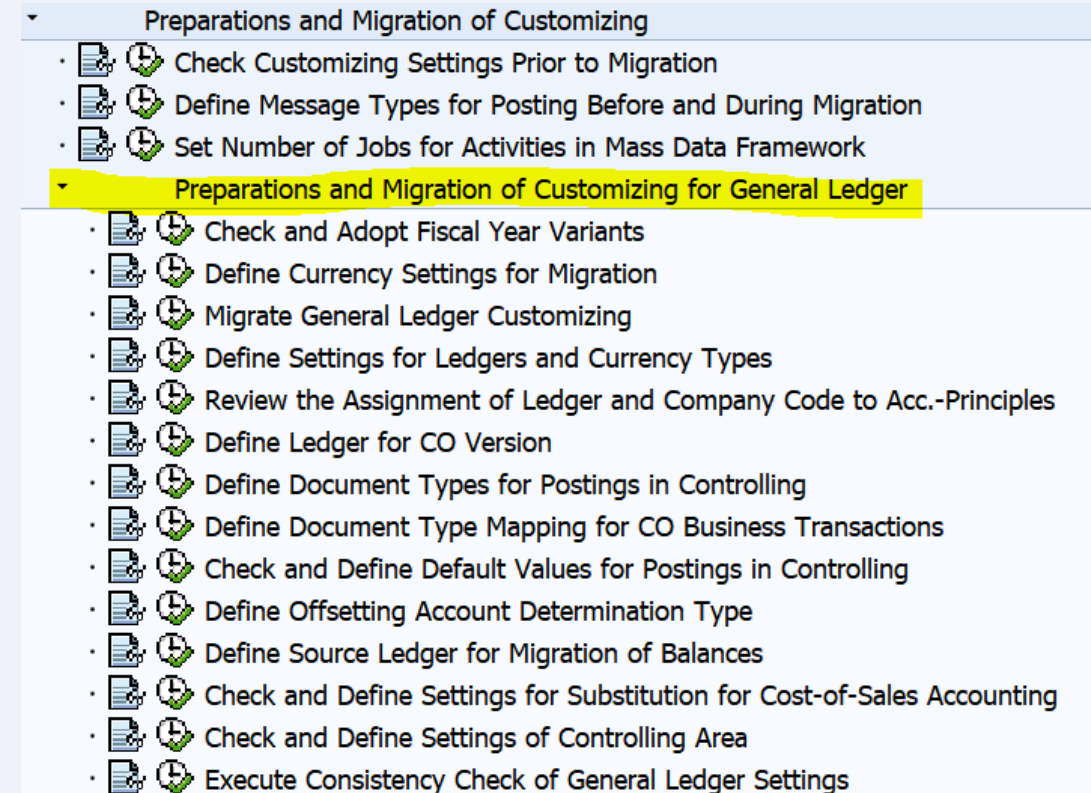 Preparations and Migration of Customizing
Check Customizing Settings Prior to Migration
Define Message Types for Posting Before and During Migration
Set Number of Jobs for Activities in Mass Data Framework
Preparations and Migration of Customizing for General Ledger
Check and Adopt Fiscal Year Variants
Define Currency Settings for Migration
Migrate General Ledger Customizing
Define Settings for Ledgers and Currency Types
Review the Assignment of Ledger and Company Code to Acc.-Principles
Define Ledger for CO Version
Define Document Types for Postings in Controlling
Define Document Type Mapping for CO Business Transactions
Check and Define Default Values for Postings in Controlling
Define Offsetting Account Determination Type
Define Source Ledger for Migration of Balances
Check and Define Settings for Substitution for Cost-of-Sales Accounting
Check and Define Settings of Controlling Area
Execute Consistency Check of General Ledger Settings